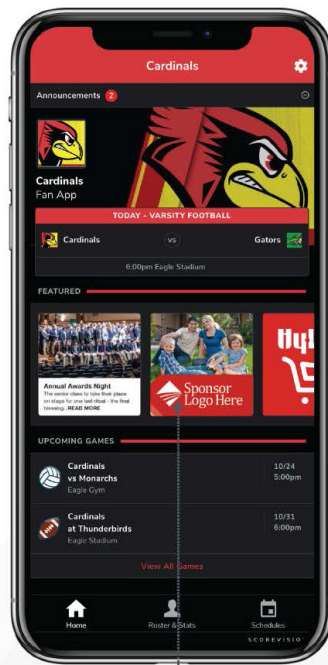 Cardinals
Announcements 2
Cardinals
Fan App
TODAY - VARSITY FOOTBALL
Cardinals vs Gators
6:00pm Eagle Stadium
FEATURED
Annual Awards Night
The senior class to take their place
on stage for one last ritual - the final
blessing...READ MORE
Sponsor
Logo Here
UPCOMING GAMES
Cardinals 10/24
vs Monarchs 5:00pm
Eagle Gym
Cardinals 10/31
at Thunderbirds 6:00pm
Eagle Stadium
View All Games
Home Roster & Stats Schedules
SCOREVISIO